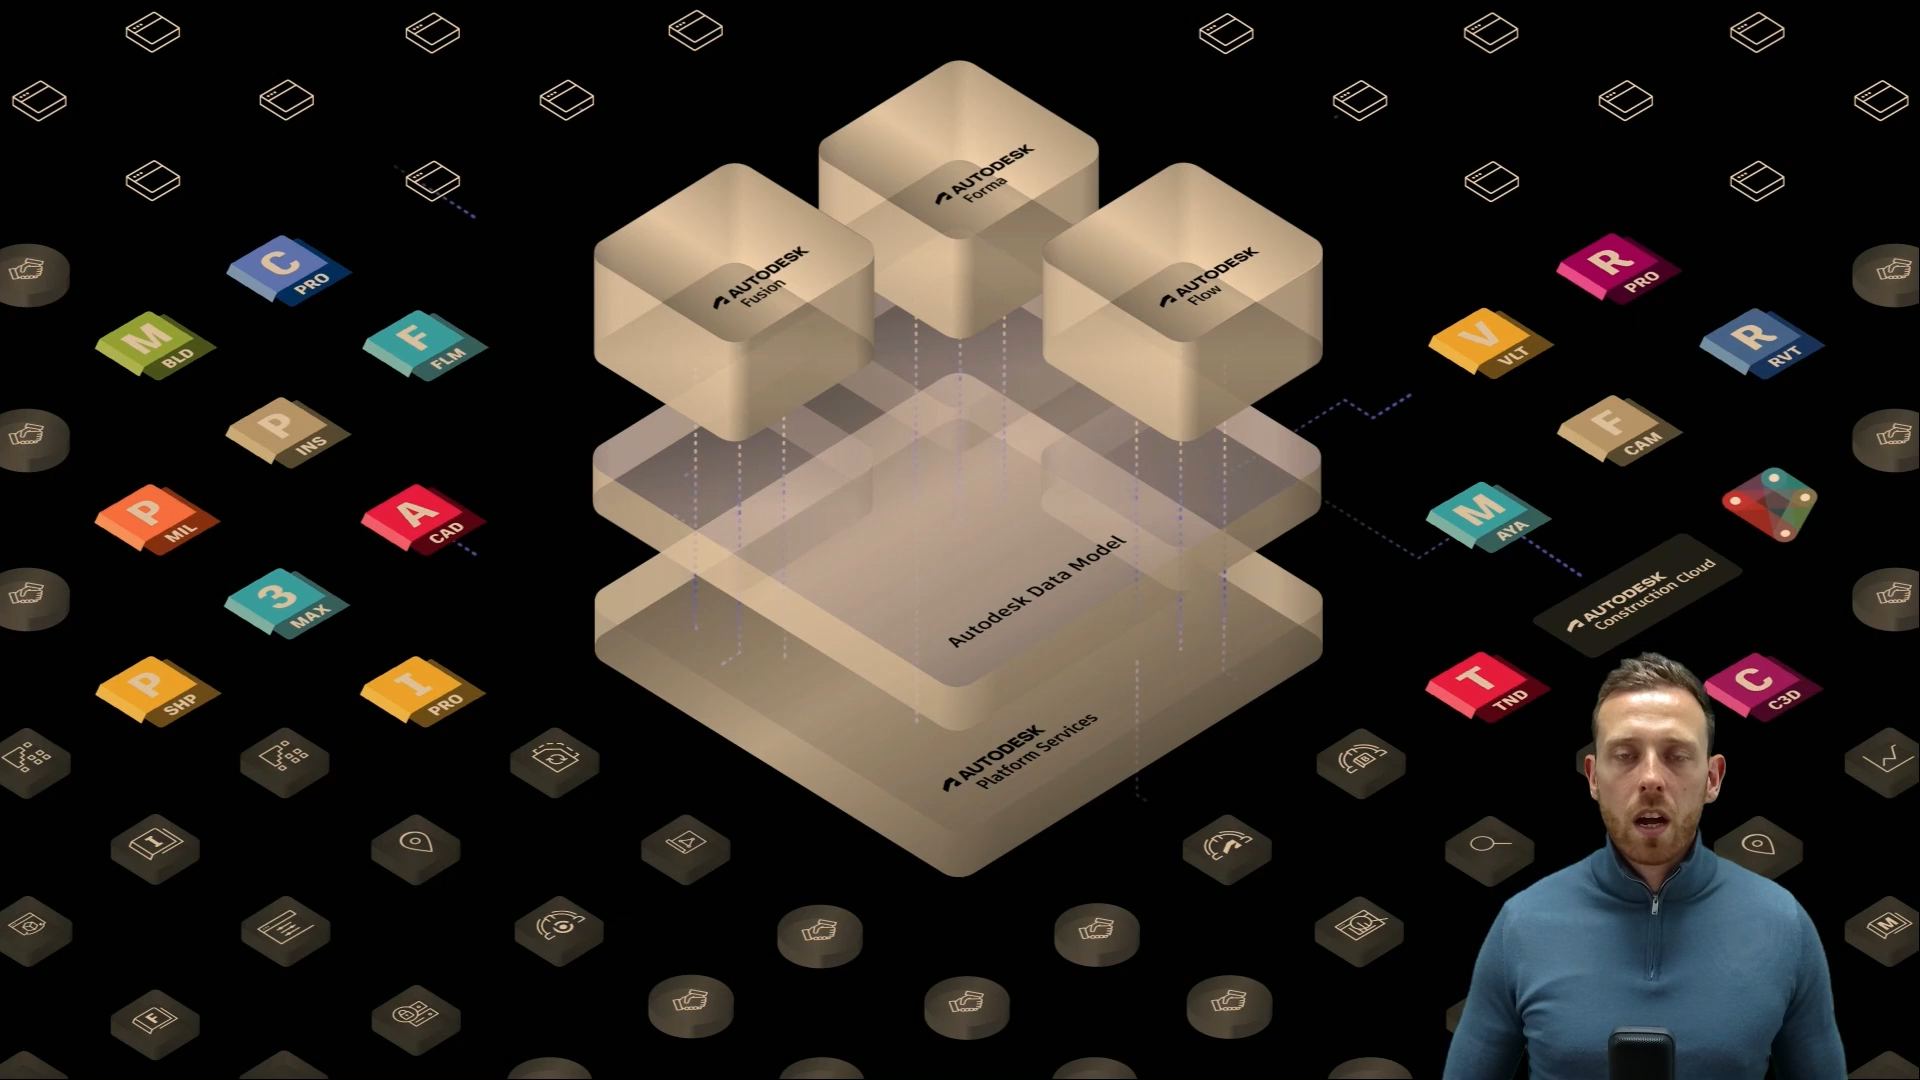 AUTODESK
Forma
AUTODESK
Fusion
AUTODESK
Flow
C
PRO
R
PRO
M
BLD
F
FLM
V
VLT
R
RVT
P
INS
F
CAM
P
MIL
A
CAD
M
AYA
Autodesk Data Model
AUTODESK
Construction Cloud
3
MAX
P
SHP
I
PRO
T
TND
C
C3D
AUTODESK
Platform Services
B
I
M
F